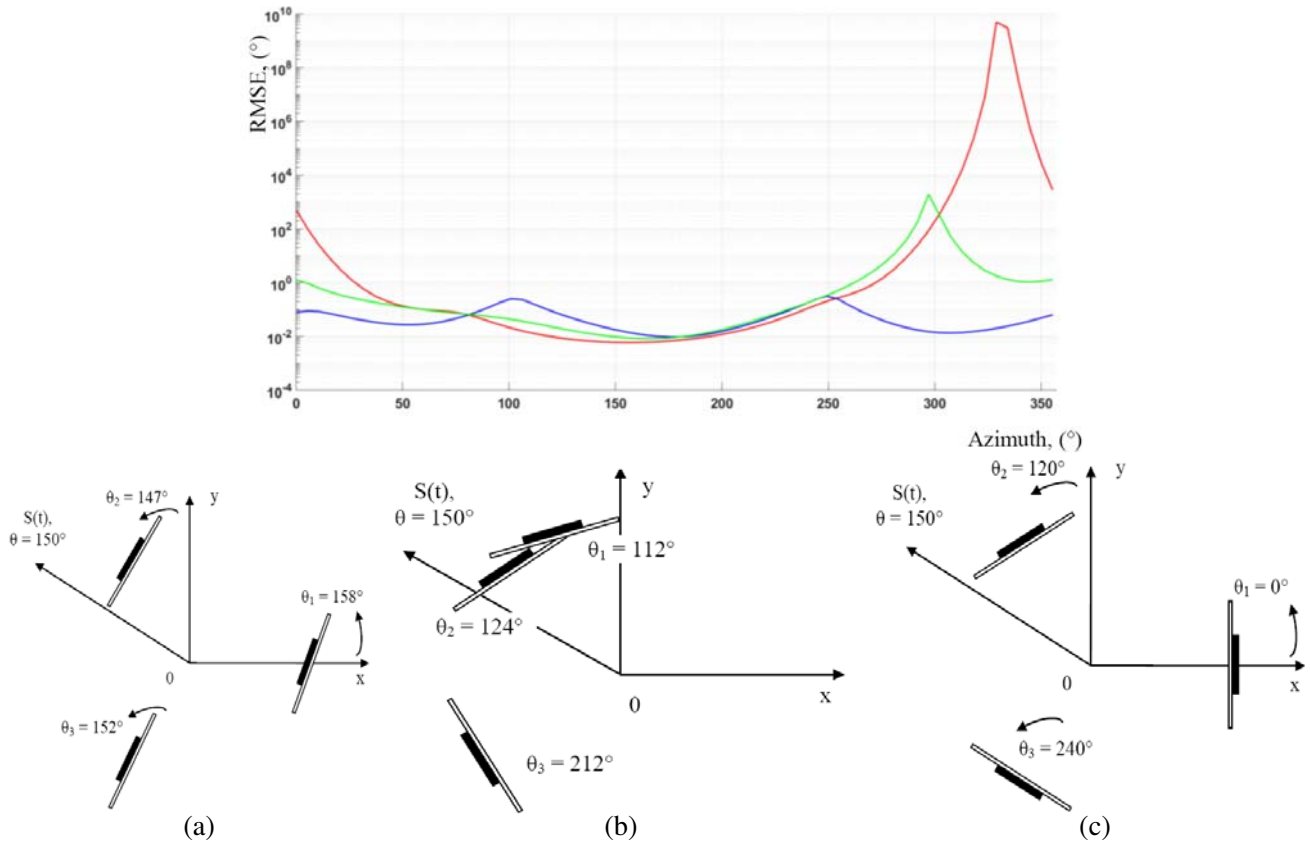 RMSE, (°)
10^10
10^8
10^6
10^4
10^2
10^0
10^-2
10^-4
0 50 100 150 200 250 300 350
Azimuth, (°)
θ2 = 147°
y
S(t),
θ = 150°
θ1 = 158°
0
x
θ3 = 152°
(a)
S(t),
θ = 150°
y
θ1 = 112°
θ2 = 124°
x
0
θ3 = 212°
(b)
θ2 = 120°
y
S(t),
θ = 150°
θ1 = 0°
0
x
θ3 = 240°
(c)